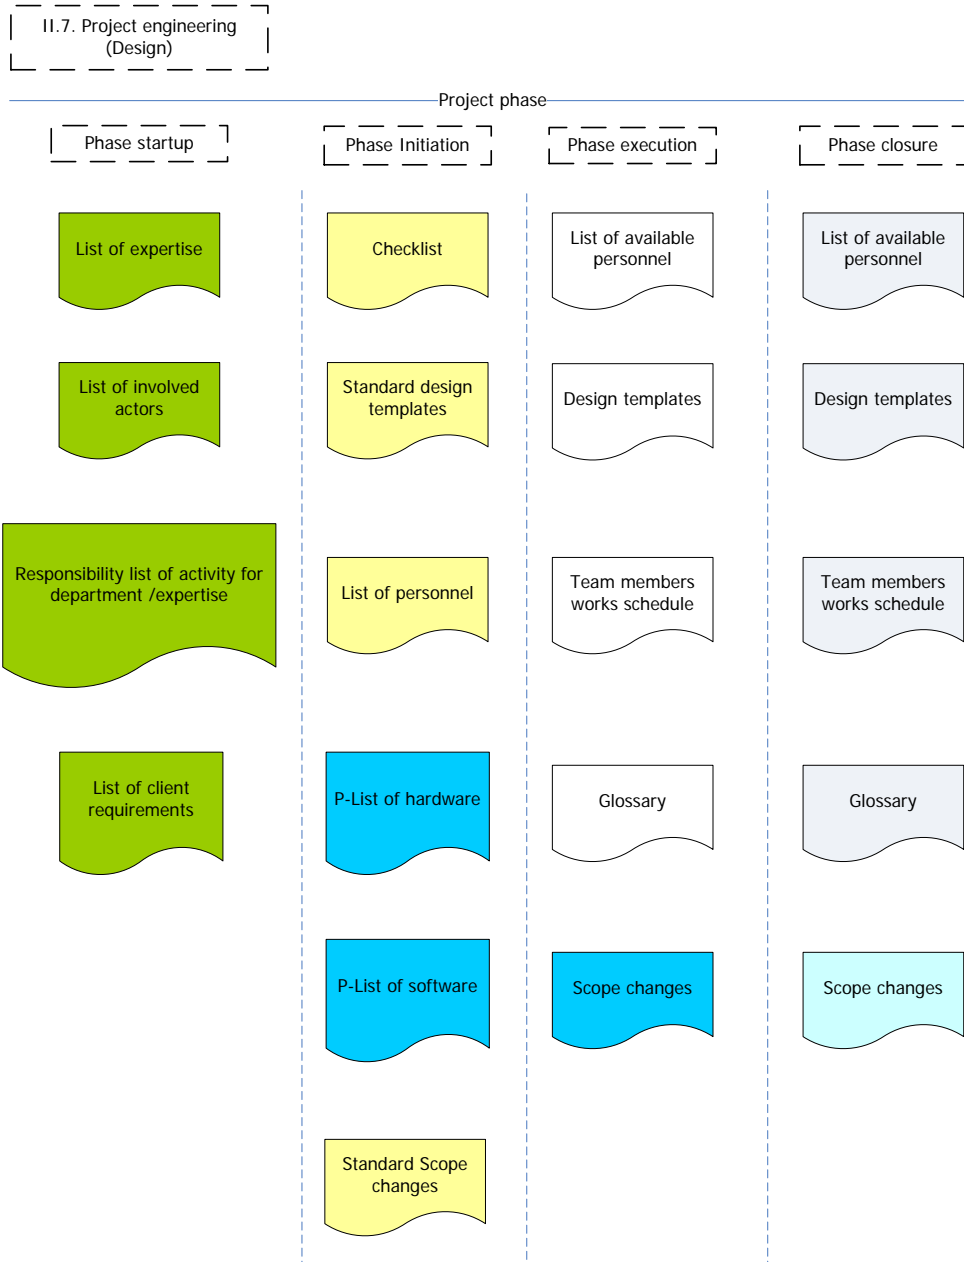 II.7. Project engineering
(Design)
Project phase
Phase startup
Phase Initiation
Phase execution
Phase closure
List of expertise
Checklist
List of available
personnel
List of available
personnel
List of involved
actors
Standard design
templates
Design templates
Design templates
Responsibility list of activity for
department /expertise
List of personnel
Team members
works schedule
Team members
works schedule
List of client
requirements
P-List of hardware
Glossary
Glossary
P-List of software
Scope changes
Scope changes
Standard Scope
changes